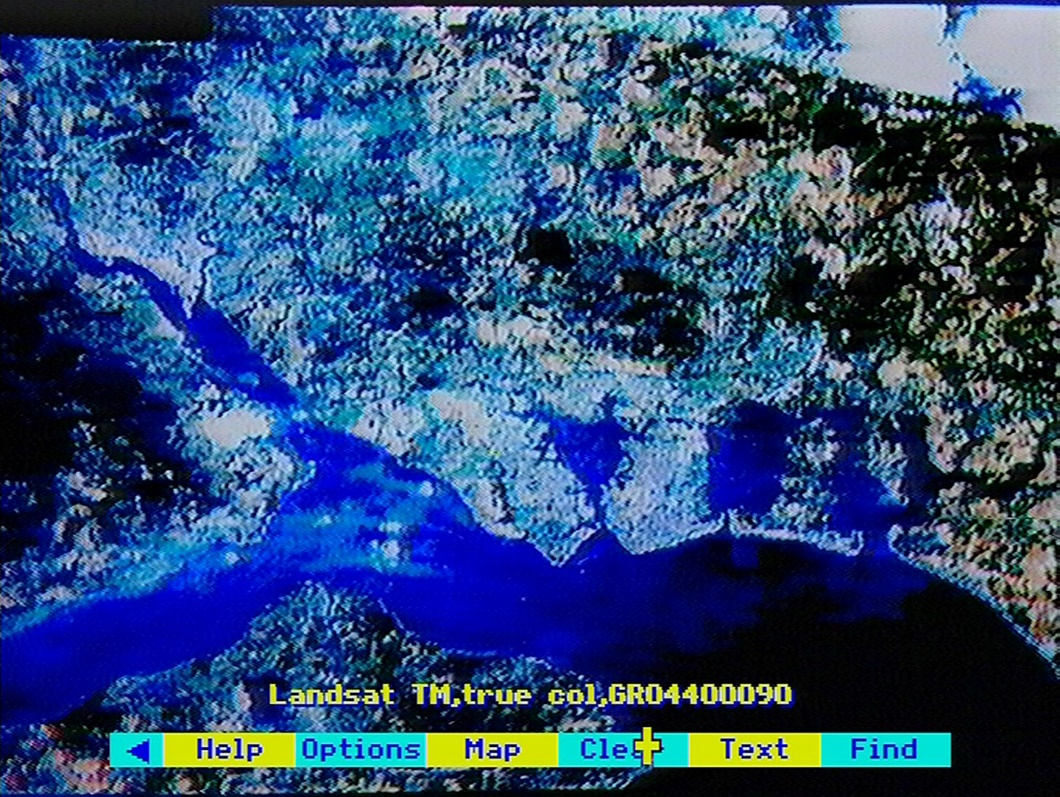 Landsat TM,true col,GR04400090
Help Options Map Text Find